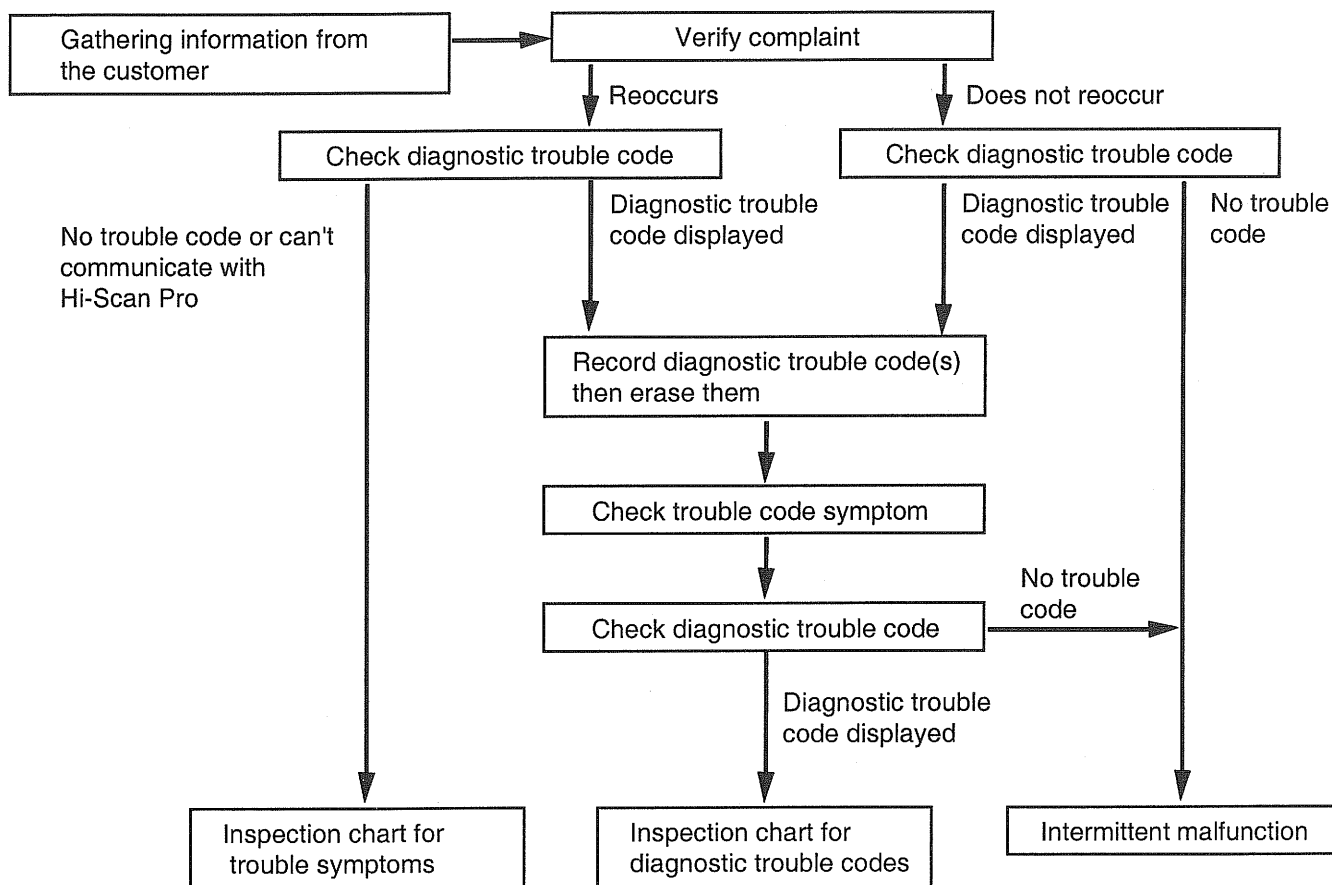 Gathering information from
the customer
Verify complaint
Reoccurs
Does not reoccur
Check diagnostic trouble code
Check diagnostic trouble code
No trouble code or can't
communicate with
Hi-Scan Pro
Diagnostic trouble
code displayed
Diagnostic trouble
code displayed
No trouble
code
Record diagnostic trouble code(s)
then erase them
Check trouble code symptom
Check diagnostic trouble code
No trouble
code
Diagnostic trouble
code displayed
Inspection chart for
trouble symptoms
Inspection chart for
diagnostic trouble codes
Intermittent malfunction